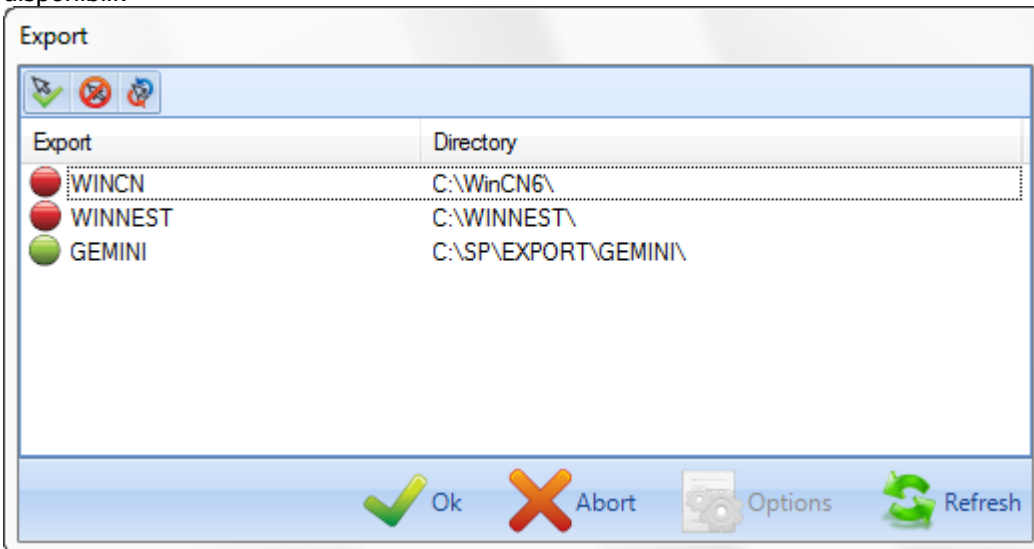 Export
Export Directory
WINCN C:\WinCN6\
WINNEST C:\WINNEST\
GEMINI C:\SP\EXPORT\GEMINI\
Ok Abort Options Refresh